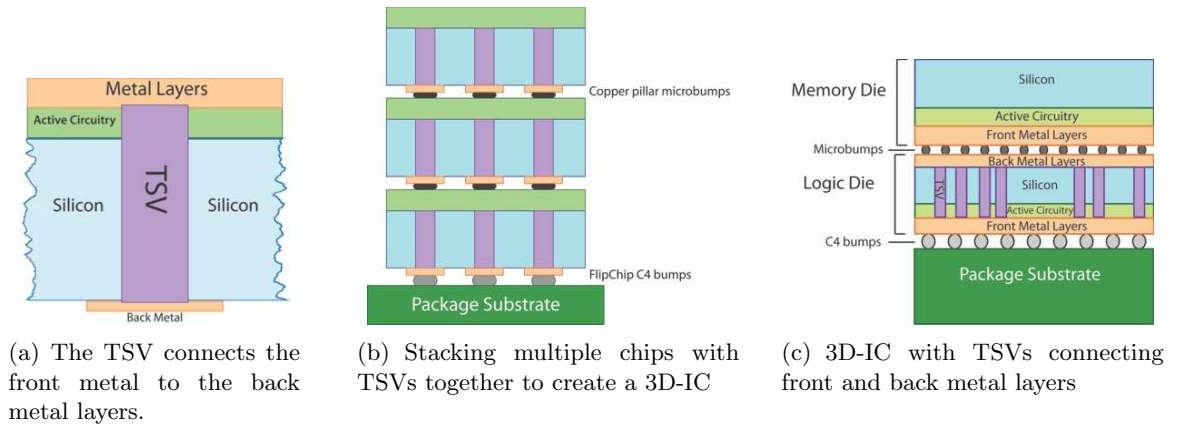 Metal Layers
Active Circuitry
TSV
Silicon
Silicon
Back Metal
(a) The TSV connects the
front metal to the back
metal layers.
Copper pillar microbumps
FlipChip C4 bumps
Package Substrate
(b) Stacking multiple chips with
TSVs together to create a 3D-IC
Memory Die
Silicon
Active Circuitry
Front Metal Layers
Microbumps
Back Metal Layers
Logic Die
TSV
Silicon
Active Circuitry
Front Metal Layers
C4 bumps
Package Substrate
(c) 3D-IC with TSVs connecting
front and back metal layers